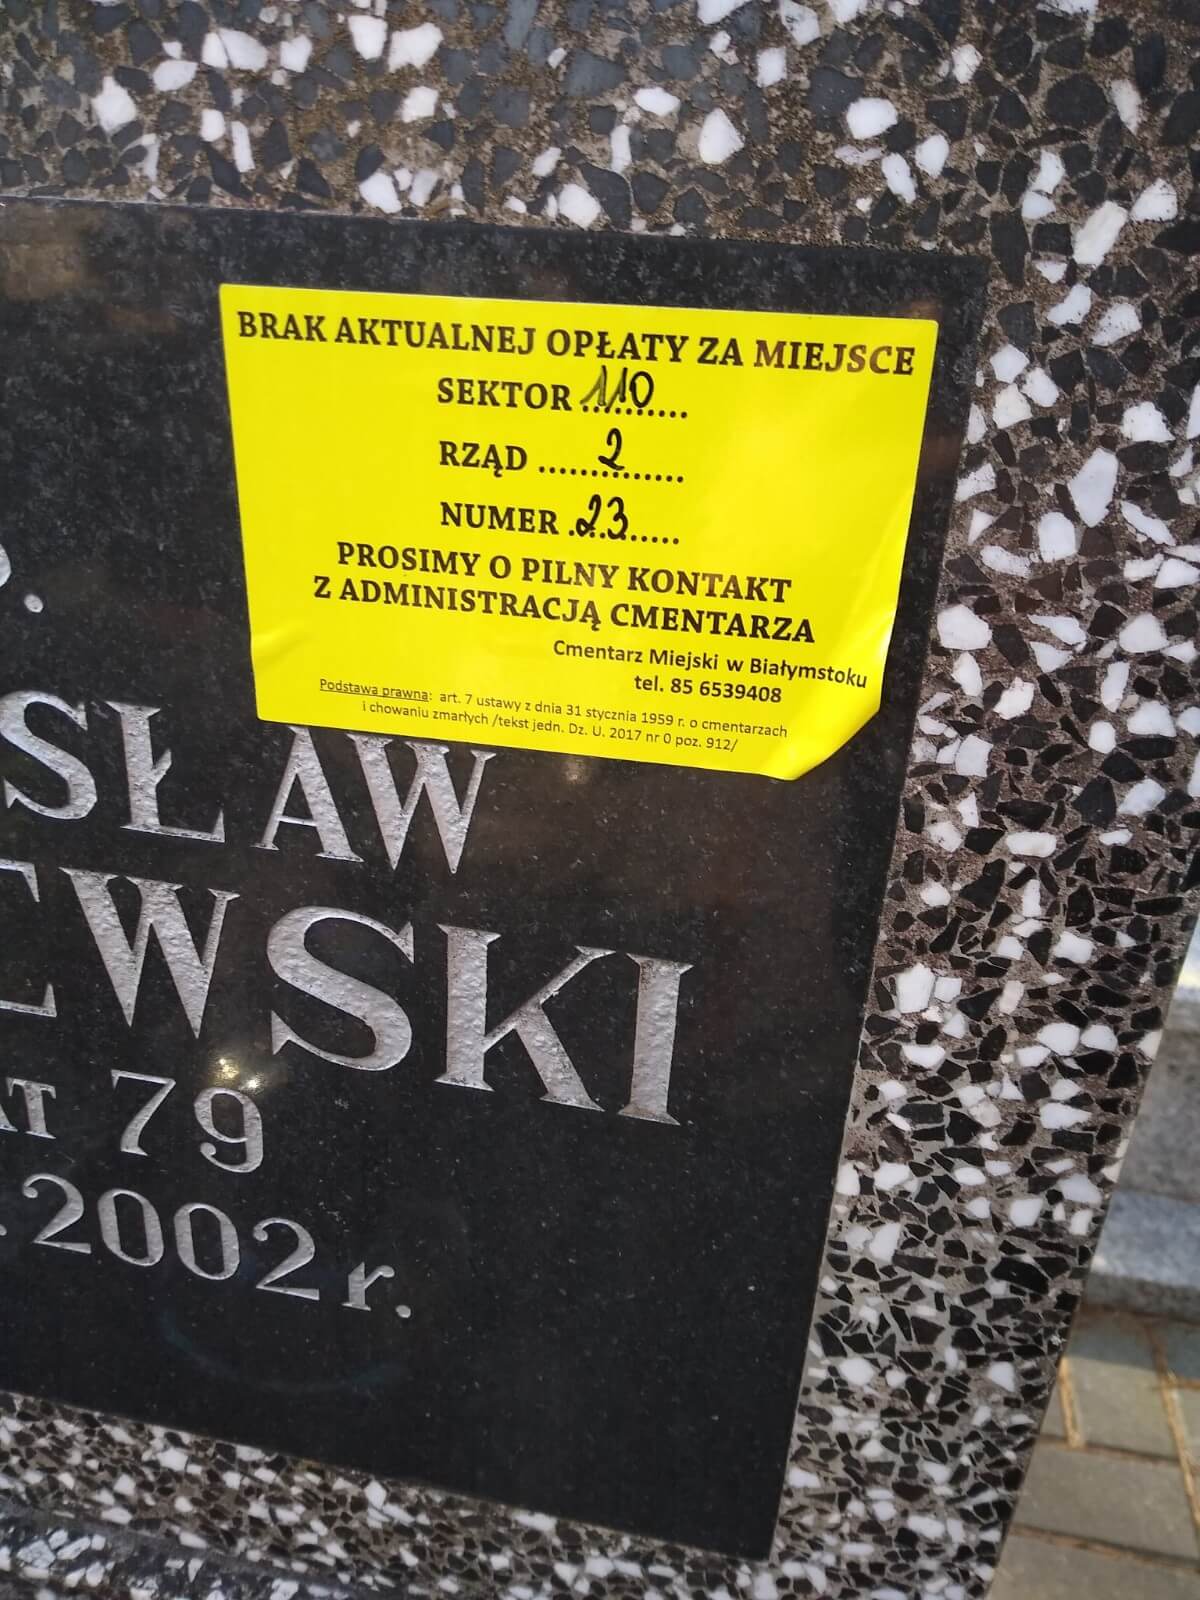 BRAK AKTUALNEJ OPŁATY ZA MIEJSCE
SEKTOR 110
RZĄD 2
NUMER 23
PROSIMY O PILNY KONTAKT
Z ADMINISTRACJĄ CMENTARZA
Cmentarz Miejski w Białymstoku
tel. 85 6539408
Podstawa prawna: art. 7 ustawy z dnia 31 stycznia 1959 r. o cmentarzach
i chowaniu zmarłych /tekst jedn. Dz. U. 2017 nr 0 poz. 912/
SŁAW
EWSKI
AT 79
.2002 r.